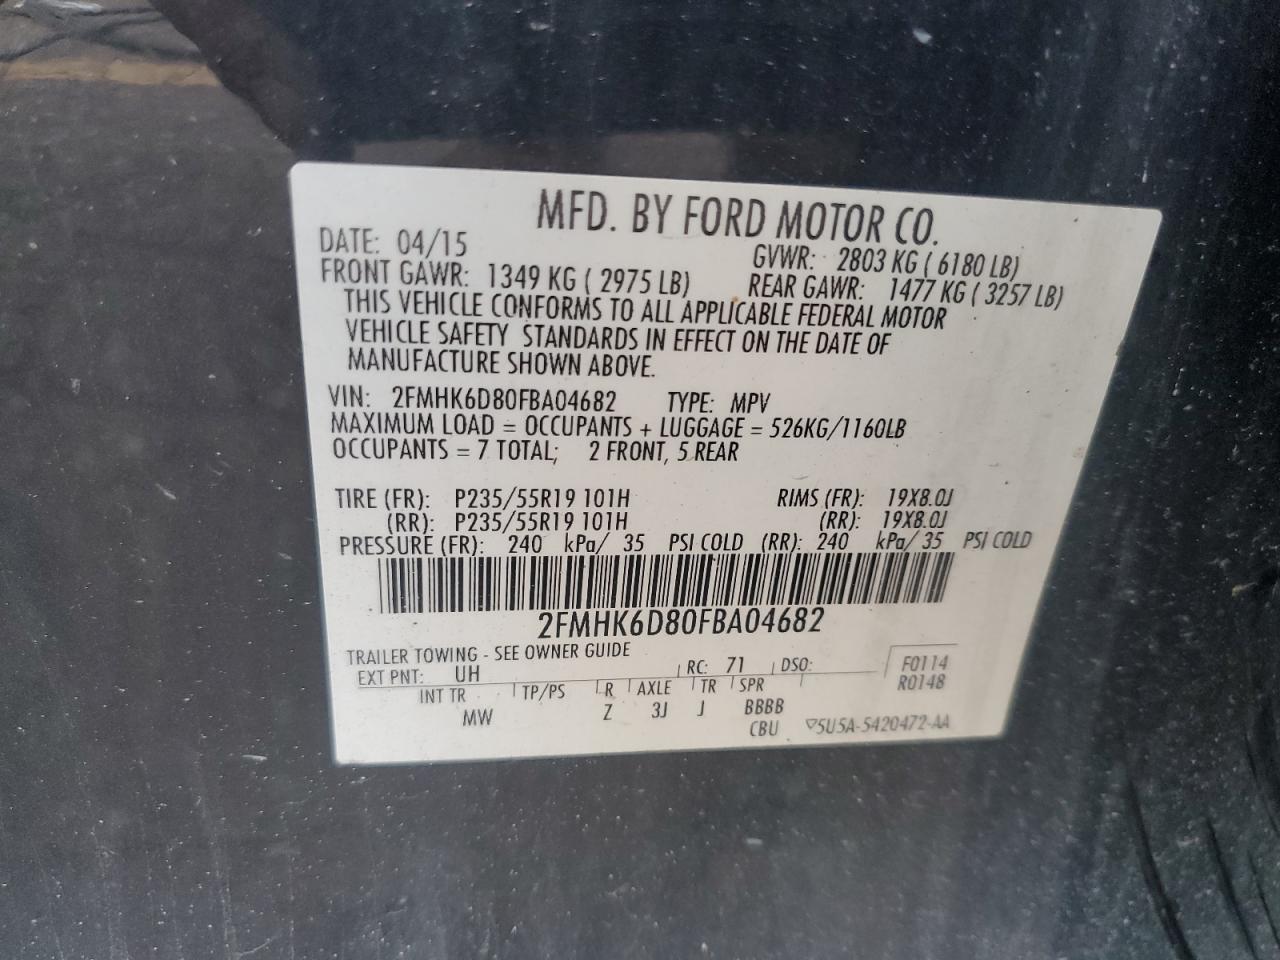 MFD. BY FORD MOTOR CO.
DATE: 04/15 GVWR: 2803 KG ( 6180 LB)
FRONT GAWR: 1349 KG ( 2975 LB) REAR GAWR: 1477 KG ( 3257 LB)
THIS VEHICLE CONFORMS TO ALL APPLICABLE FEDERAL MOTOR
VEHICLE SAFETY STANDARDS IN EFFECT ON THE DATE OF
MANUFACTURE SHOWN ABOVE.
VIN: 2FMHK6D80FBA04682 TYPE: MPV
MAXIMUM LOAD = OCCUPANTS + LUGGAGE = 526KG/1160LB
OCCUPANTS = 7 TOTAL; 2 FRONT, 5 REAR
TIRE (FR): P235/55R19 101H RIMS (FR): 19X8.0J
(RR): P235/55R19 101H (RR): 19X8.0J
PRESSURE (FR): 240 kPa/ 35 PSI COLD (RR): 240 kPa/ 35 PSI COLD
2FMHK6D80FBA04682
TRAILER TOWING - SEE OWNER GUIDE
EXT PNT: UH RC: 71 DSO: F0114
R0148
INT TR TP/PS R AXLE TR SPR
MW Z 3J J BBBB
CBU ▽5U5A-5420472-AA